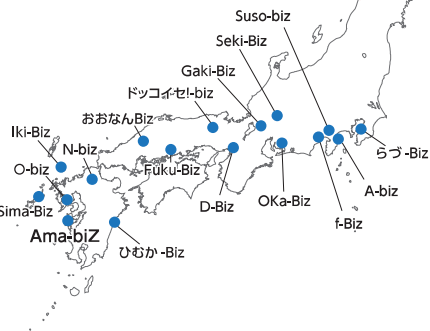 Suso-biz
Seki-Biz
Gaki-Biz
ドッコイセ!-biz
おおなんBiz
Iki-Biz
N-biz
O-biz
Fuku-Biz
らづ-Biz
Sima-Biz
D-Biz
OKa-Biz
A-biz
f-Biz
Ama-biZ
ひむか-Biz